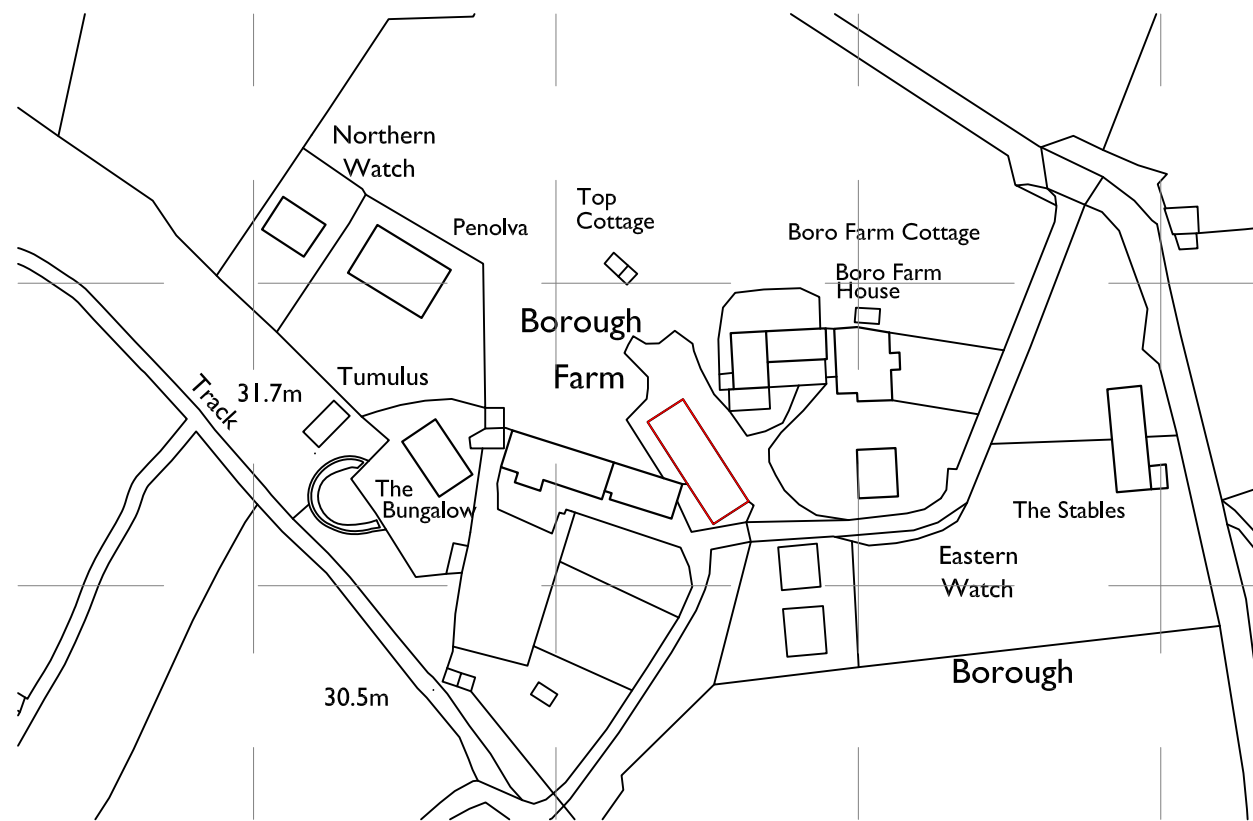 Northern
Watch
Top
Cottage
Penolva
Boro Farm Cottage
Boro Farm
House
Borough
Farm
Tumulus
Track
31.7m
The
Bungalow
The Stables
Eastern
Watch
Borough
30.5m